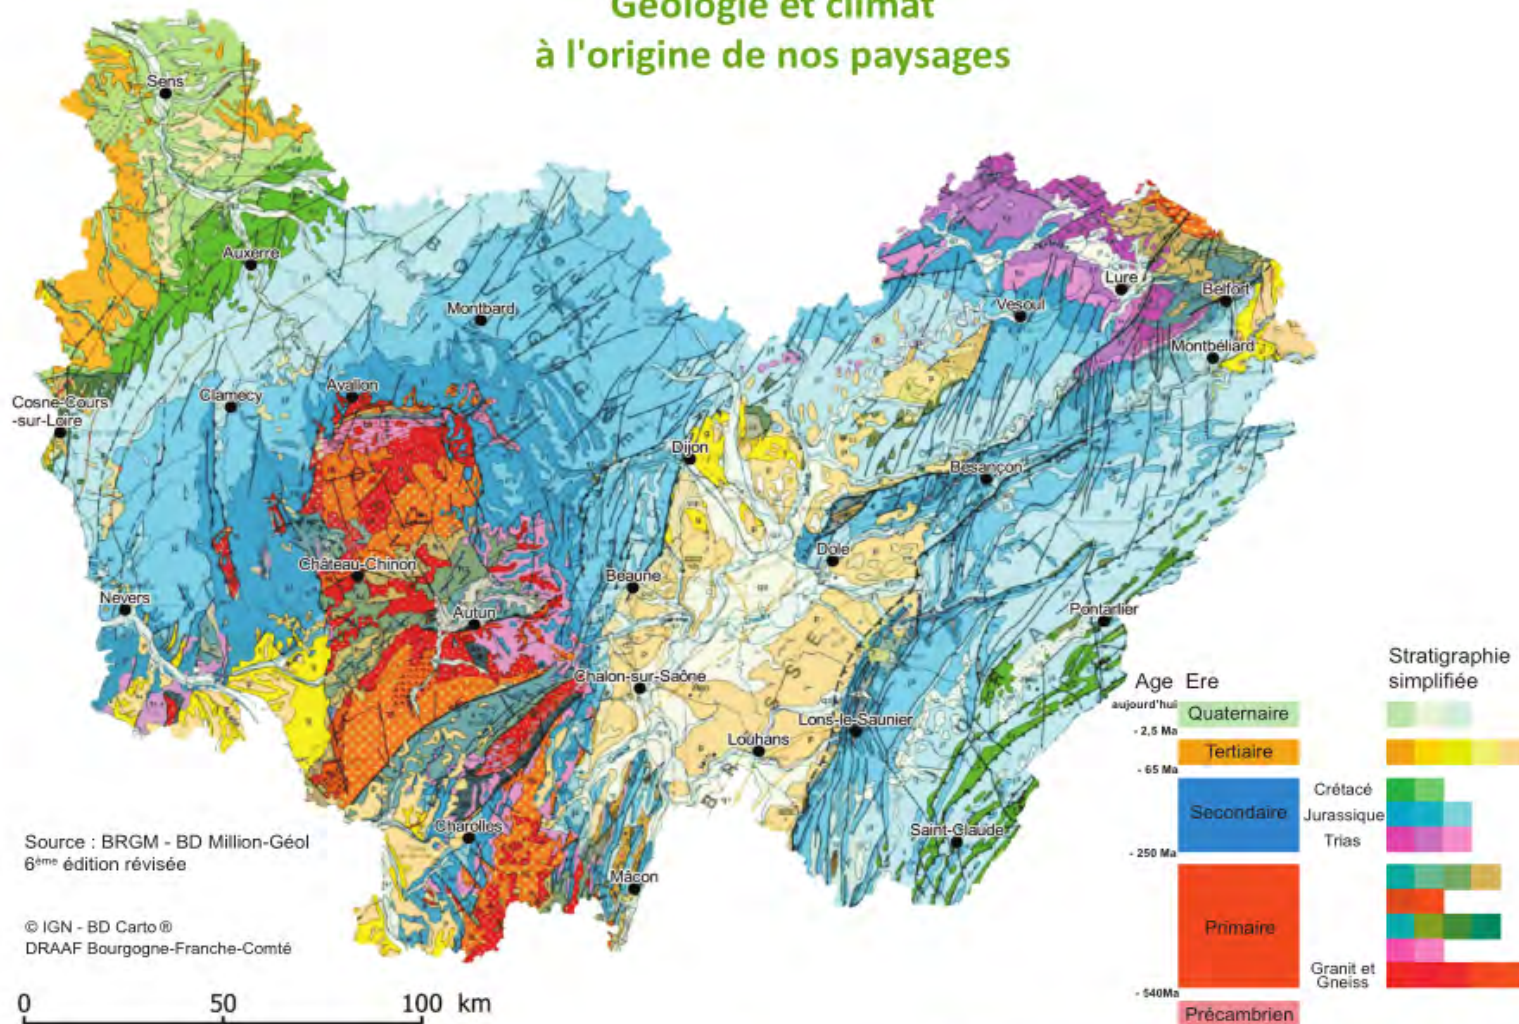 Géologie et climat
à l'origine de nos paysages
Sens
Auxerre
Montbard
Vesoul
Lure
Belfort
Montbéliard
Cosne-Cours
-sur-Loire
Clamecy
Avallon
Dijon
Besançon
Château-Chinon
Beaune
Dole
Nevers
Autun
Pontarlier
Chalon-sur-Saône
Lons-le-Saunier
Louhans
Charolles
Saint-Claude
Mâcon
B R E S S E
Source : BRGM - BD Million-Géol
6ème édition révisée
© IGN - BD Carto ®
DRAAF Bourgogne-Franche-Comté
0 50 100 km
Age Ere
Stratigraphie
simplifiée
aujourd'hui
Quaternaire
- 2,5 Ma
Tertiaire
- 65 Ma
Crétacé
Secondaire
Jurassique
Trias
- 250 Ma
Primaire
Granit et
Gneiss
- 540Ma
Précambrien